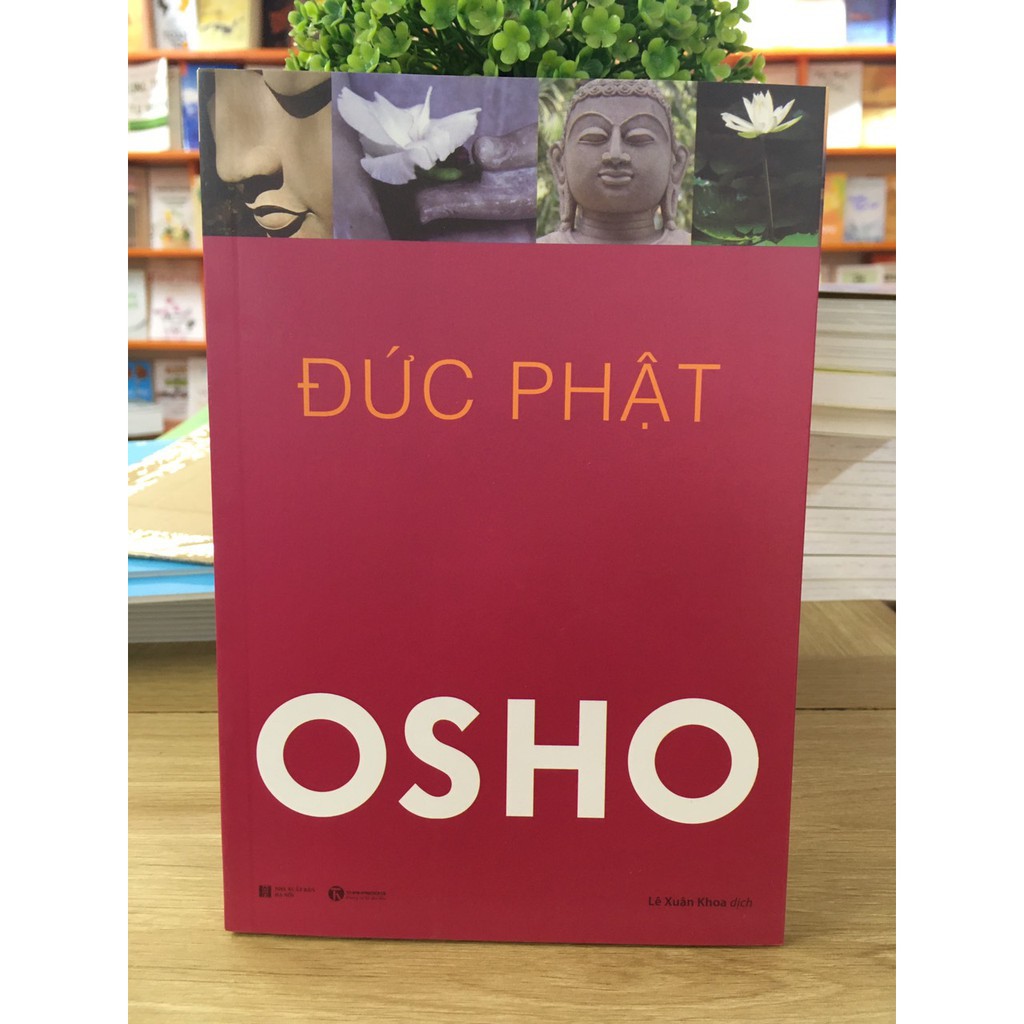 ĐỨC PHẬT
OSHO
Lê Xuân Khoa dịch